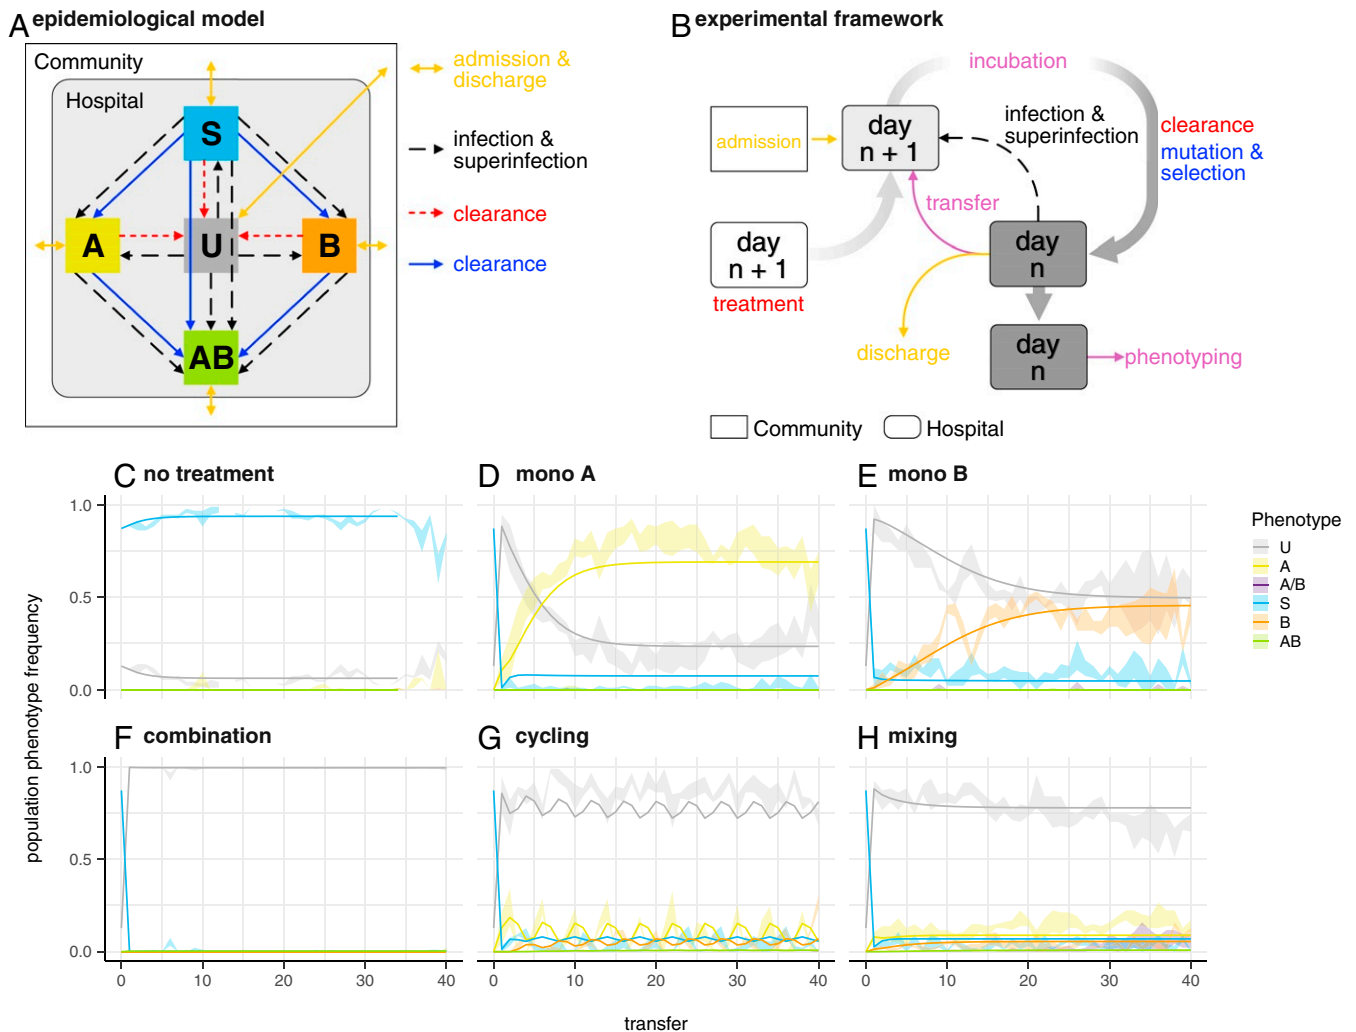 A epidemiological model
Community
Hospital
S
A
U
B
AB
admission &
discharge
infection &
superinfection
clearance
clearance
B experimental framework
incubation
admission
day
n + 1
infection &
superinfection
clearance
mutation &
selection
transfer
day
n + 1
treatment
day
n
discharge
day
n
phenotyping
Community
Hospital
C no treatment
D mono A
E mono B
1.0
0.5
0.0
Phenotype
U
A
A/B
S
B
AB
population phenotype frequency
F combination
G cycling
H mixing
1.0
0.5
0.0
0 10 20 30 40
0 10 20 30 40
0 10 20 30 40
transfer